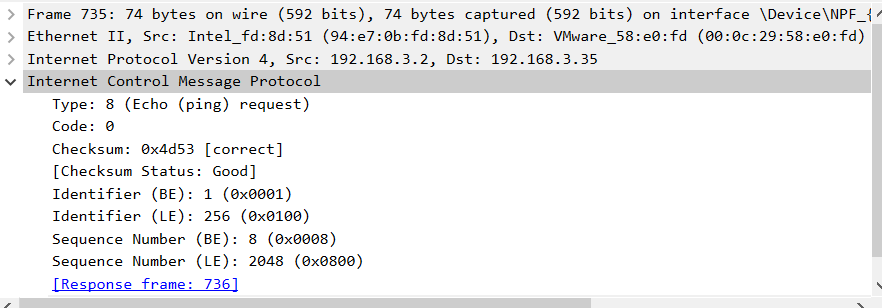 Frame 735: 74 bytes on wire (592 bits), 74 bytes captured (592 bits) on interface \Device\NPF_{
Ethernet II, Src: Intel_fd:8d:51 (94:e7:0b:fd:8d:51), Dst: VMware_58:e0:fd (00:0c:29:58:e0:fd)
Internet Protocol Version 4, Src: 192.168.3.2, Dst: 192.168.3.35
Internet Control Message Protocol
Type: 8 (Echo (ping) request)
Code: 0
Checksum: 0x4d53 [correct]
[Checksum Status: Good]
Identifier (BE): 1 (0x0001)
Identifier (LE): 256 (0x0100)
Sequence Number (BE): 8 (0x0008)
Sequence Number (LE): 2048 (0x0800)
[Response frame: 736]